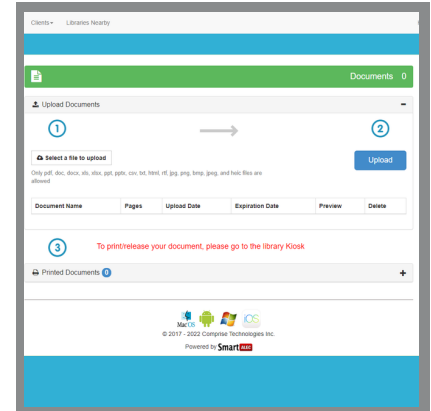 Clients Libraries Nearby
Documents 0
Upload Documents
1 2
Select a file to upload Upload
Only pdf, doc, docx, xls, xlsx, ppt, pptx, csv, txt, html, rtf, jpg, png, bmp, jpeg, and heic files are
allowed
Document Name Pages Upload Date Expiration Date Preview Delete
3 To print/release your document, please go to the library Kiosk
Printed Documents 0
MacOS iOS
© 2017 - 2022 Comprise Technologies Inc.
Powered by Smart ALEC